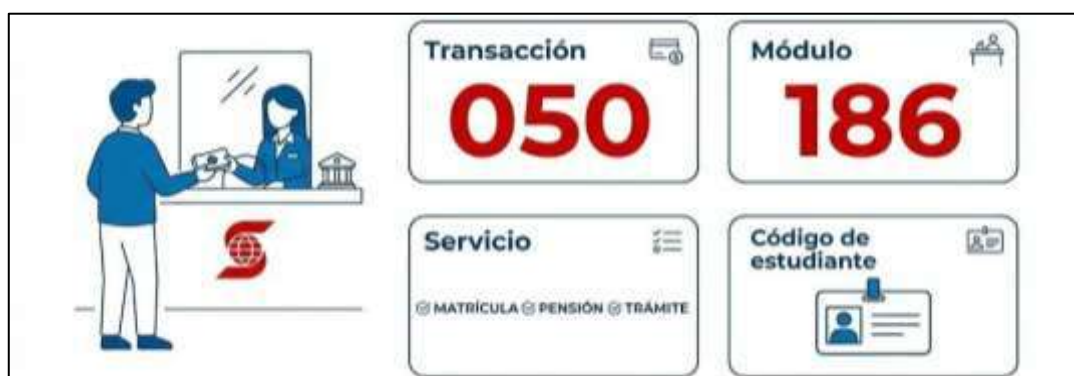 Transacción
050
Módulo
186
Servicio
MATRÍCULA PENSIÓN TRÁMITE
Código de
estudiante